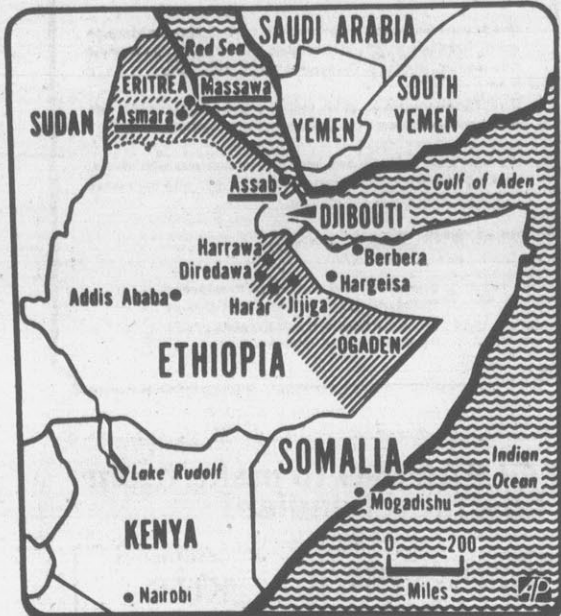 Red Sea
SAUDI ARABIA
ERITREA
Massawa
SOUTH
YEMEN
SUDAN
Asmara
YEMEN
Assab
Gulf of Aden
DJIBOUTI
Harrawa
Berbera
Diredawa
Hargeisa
Addis Ababa
Harar
Jijiga
ETHIOPIA
OGADEN
SOMALIA
Indian
Ocean
Lake Rudolf
Mogadishu
KENYA
0 200
Miles
Nairobi
AP